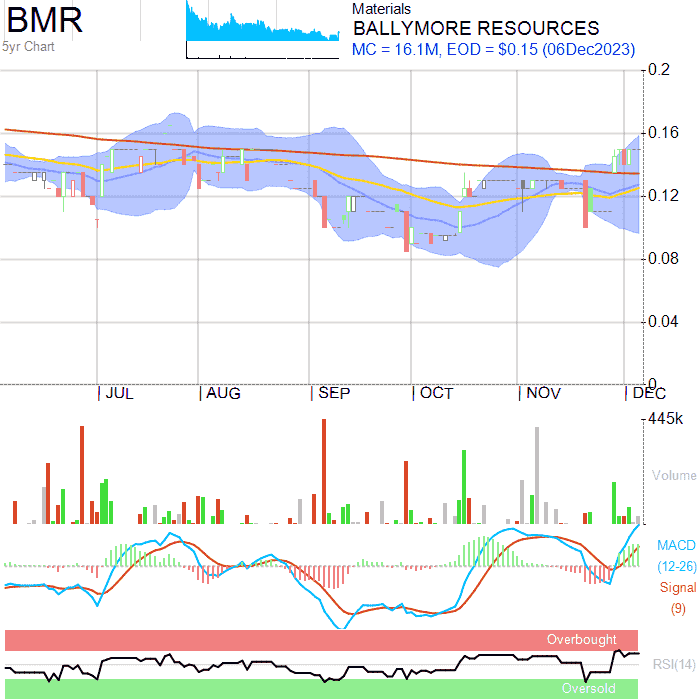 BMR
5yr Chart
Materials
BALLYMORE RESOURCES
MC = 16.1M, EOD = $0.15 (06Dec2023)
0.2
0.16
0.12
0.08
0.04
0
JUL AUG SEP OCT NOV DEC
445k
Volume
MACD
(12-26)
Signal
(9)
Overbought
RSI(14)
Oversold